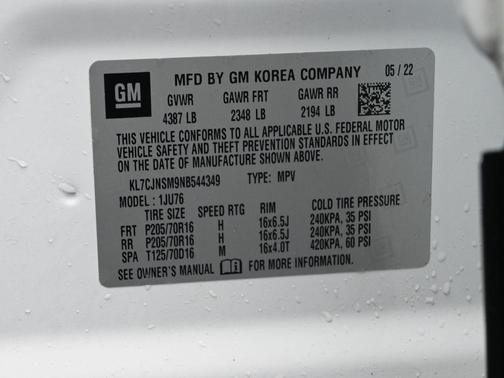 GM MFD BY GM KOREA COMPANY 05 / 22
GVWR GAWR FRT GAWR RR
4387 LB 2348 LB 2194 LB
THIS VEHICLE CONFORMS TO ALL APPLICABLE U.S. FEDERAL MOTOR
VEHICLE SAFETY AND THEFT PREVENTION STANDARDS IN EFFECT ON
THE DATE OF MANUFACTURE SHOWN ABOVE.
KL7CJNSM9NB544349 TYPE: MPV
MODEL : 1JU76
TIRE SIZE SPEED RTG RIM COLD TIRE PRESSURE
FRT P205/70R16 H 16x6.5J 240KPA, 35 PSI
RR P205/70R16 H 16x6.5J 240KPA, 35 PSI
SPA T125/70D16 M 16x4.0T 420KPA, 60 PSI
SEE OWNER'S MANUAL FOR MORE INFORMATION.